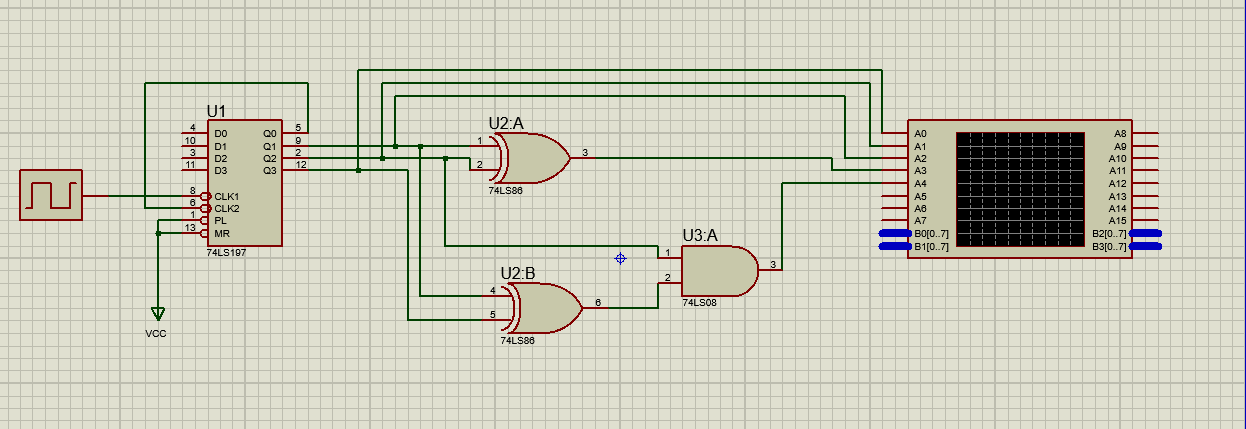 U1
4 D0 Q0 5
10 D1 Q1 9
3 D2 Q2 2
11 D3 Q3 12
8 CLK1
6 CLK2
1 PL
13 MR
74LS197
VCC
U2:A
1
2
3
74LS86
U2:B
4
5
6
74LS86
U3:A
1
2
3
74LS08
A0 A8
A1 A9
A2 A10
A3 A11
A4 A12
A5 A13
A6 A14
A7 A15
B0[0..7] B2[0..7]
B1[0..7] B3[0..7]